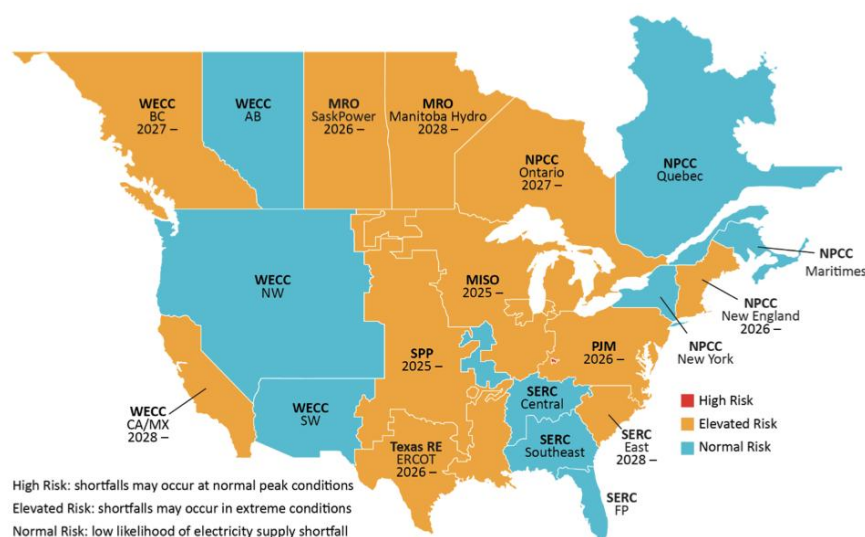 WECC
BC
2027 –
WECC
AB
MRO
SaskPower
2026 –
MRO
Manitoba Hydro
2028 –
NPCC
Ontario
2027 –
NPCC
Quebec
NPCC
Maritimes
WECC
NW
MISO
2025 –
NPCC
New England
2026 –
NPCC
New York
SPP
2025 –
PJM
2026 –
WECC
CA/MX
2028 –
WECC
SW
SERC
Central
SERC
Southeast
SERC
East
2028 –
Texas RE
ERCOT
2026 –
SERC
FP
High Risk
Elevated Risk
Normal Risk
High Risk: shortfalls may occur at normal peak conditions
Elevated Risk: shortfalls may occur in extreme conditions
Normal Risk: low likelihood of electricity supply shortfall